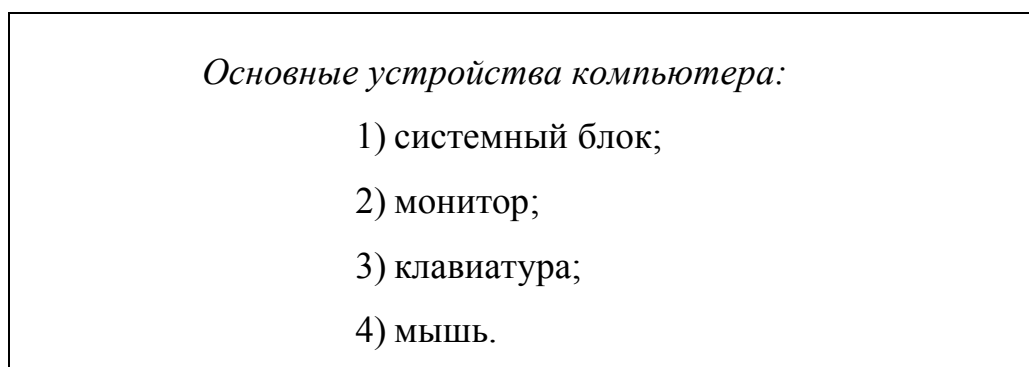 Основные устройства компьютера:
1) системный блок;
2) монитор;
3) клавиатура;
4) мышь.